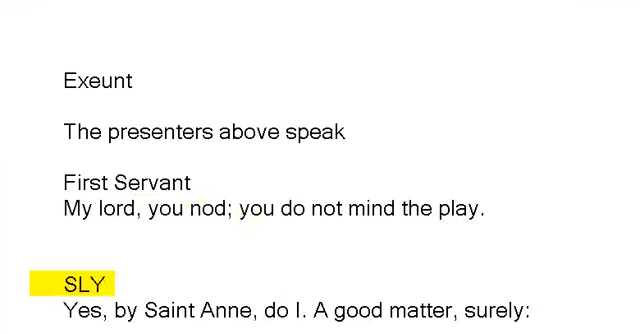 Exeunt
The presenters above speak
First Servant
My lord, you nod; you do not mind the play.
SLY
Yes, by Saint Anne, do I. A good matter, surely: